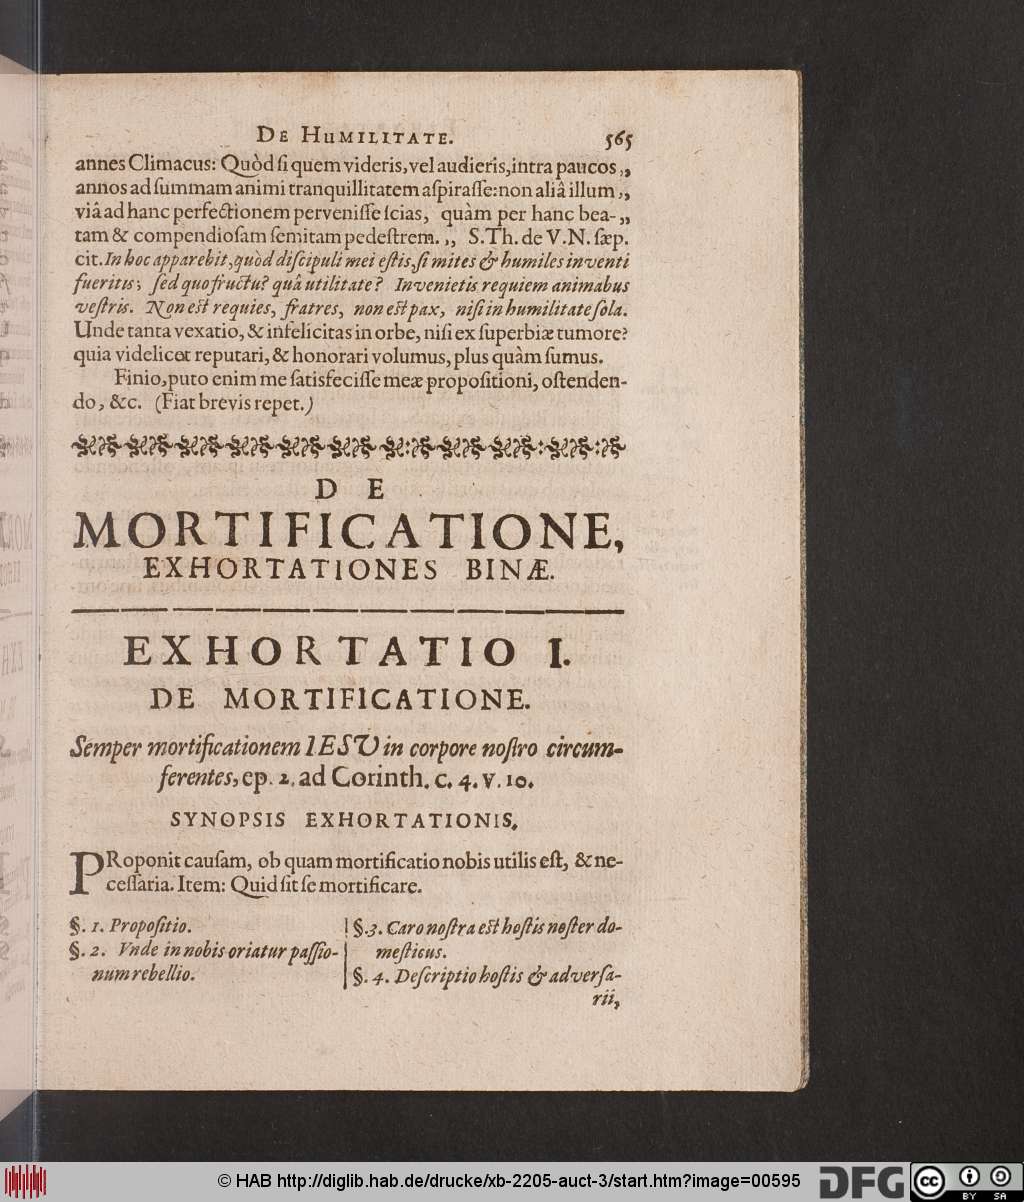 DE HUMILITATE. 565
annes Climacus: Quòd ſi quem videris, vel audieris, intra paucos „
annos ad ſummam animi tranquillitatem aſpiraſſe: non aliâ illum „
viâ ad hanc perfectionem perveniſſe ſcias, quàm per hanc bea- „
tam & compendioſam ſemitam pedeſtrem. „ S. Th. de V. N. ſæp.
cit. In hoc apparebit, quòd diſcipuli mei eſtis, ſi mites & humiles inventi
fueritis; ſed quo fructu? quâ utilitate? Invenietis requiem animabus
veſtris. Non eſt requies, fratres, non eſt pax, niſi in humilitate ſola.
Unde tanta vexatio, & infelicitas in orbe, niſi ex ſuperbiæ tumore?
quia videlicet reputari, & honorari volumus, plus quàm ſumus.
Finio, puto enim me ſatisfeciſſe meæ propoſitioni, oſtenden-
do, &c. (Fiat brevis repet.)
DE
MORTIFICATIONE,
EXHORTATIONES BINÆ.
EXHORTATIO I.
DE MORTIFICATIONE.
Semper mortificationem IESU in corpore noſtro circum-
ferentes, ep. 2. ad Corinth. c. 4. v. 10.
SYNOPSIS EXHORTATIONIS.
PRoponit cauſam, ob quam mortificatio nobis utilis eſt, & ne-
ceſſaria. Item: Quid ſit ſe mortificare.
§. 1. Propoſitio.
§. 2. Vnde in nobis oriatur paſſio-
num rebellio.
§. 3. Caro noſtra eſt hoſtis noſter do-
meſticus.
§. 4. Deſcriptio hoſtis & adverſa-
rii,
© HAB http://diglib.hab.de/drucke/xb-2205-auct-3/start.htm?image=00595
DFG
cc
BY SA